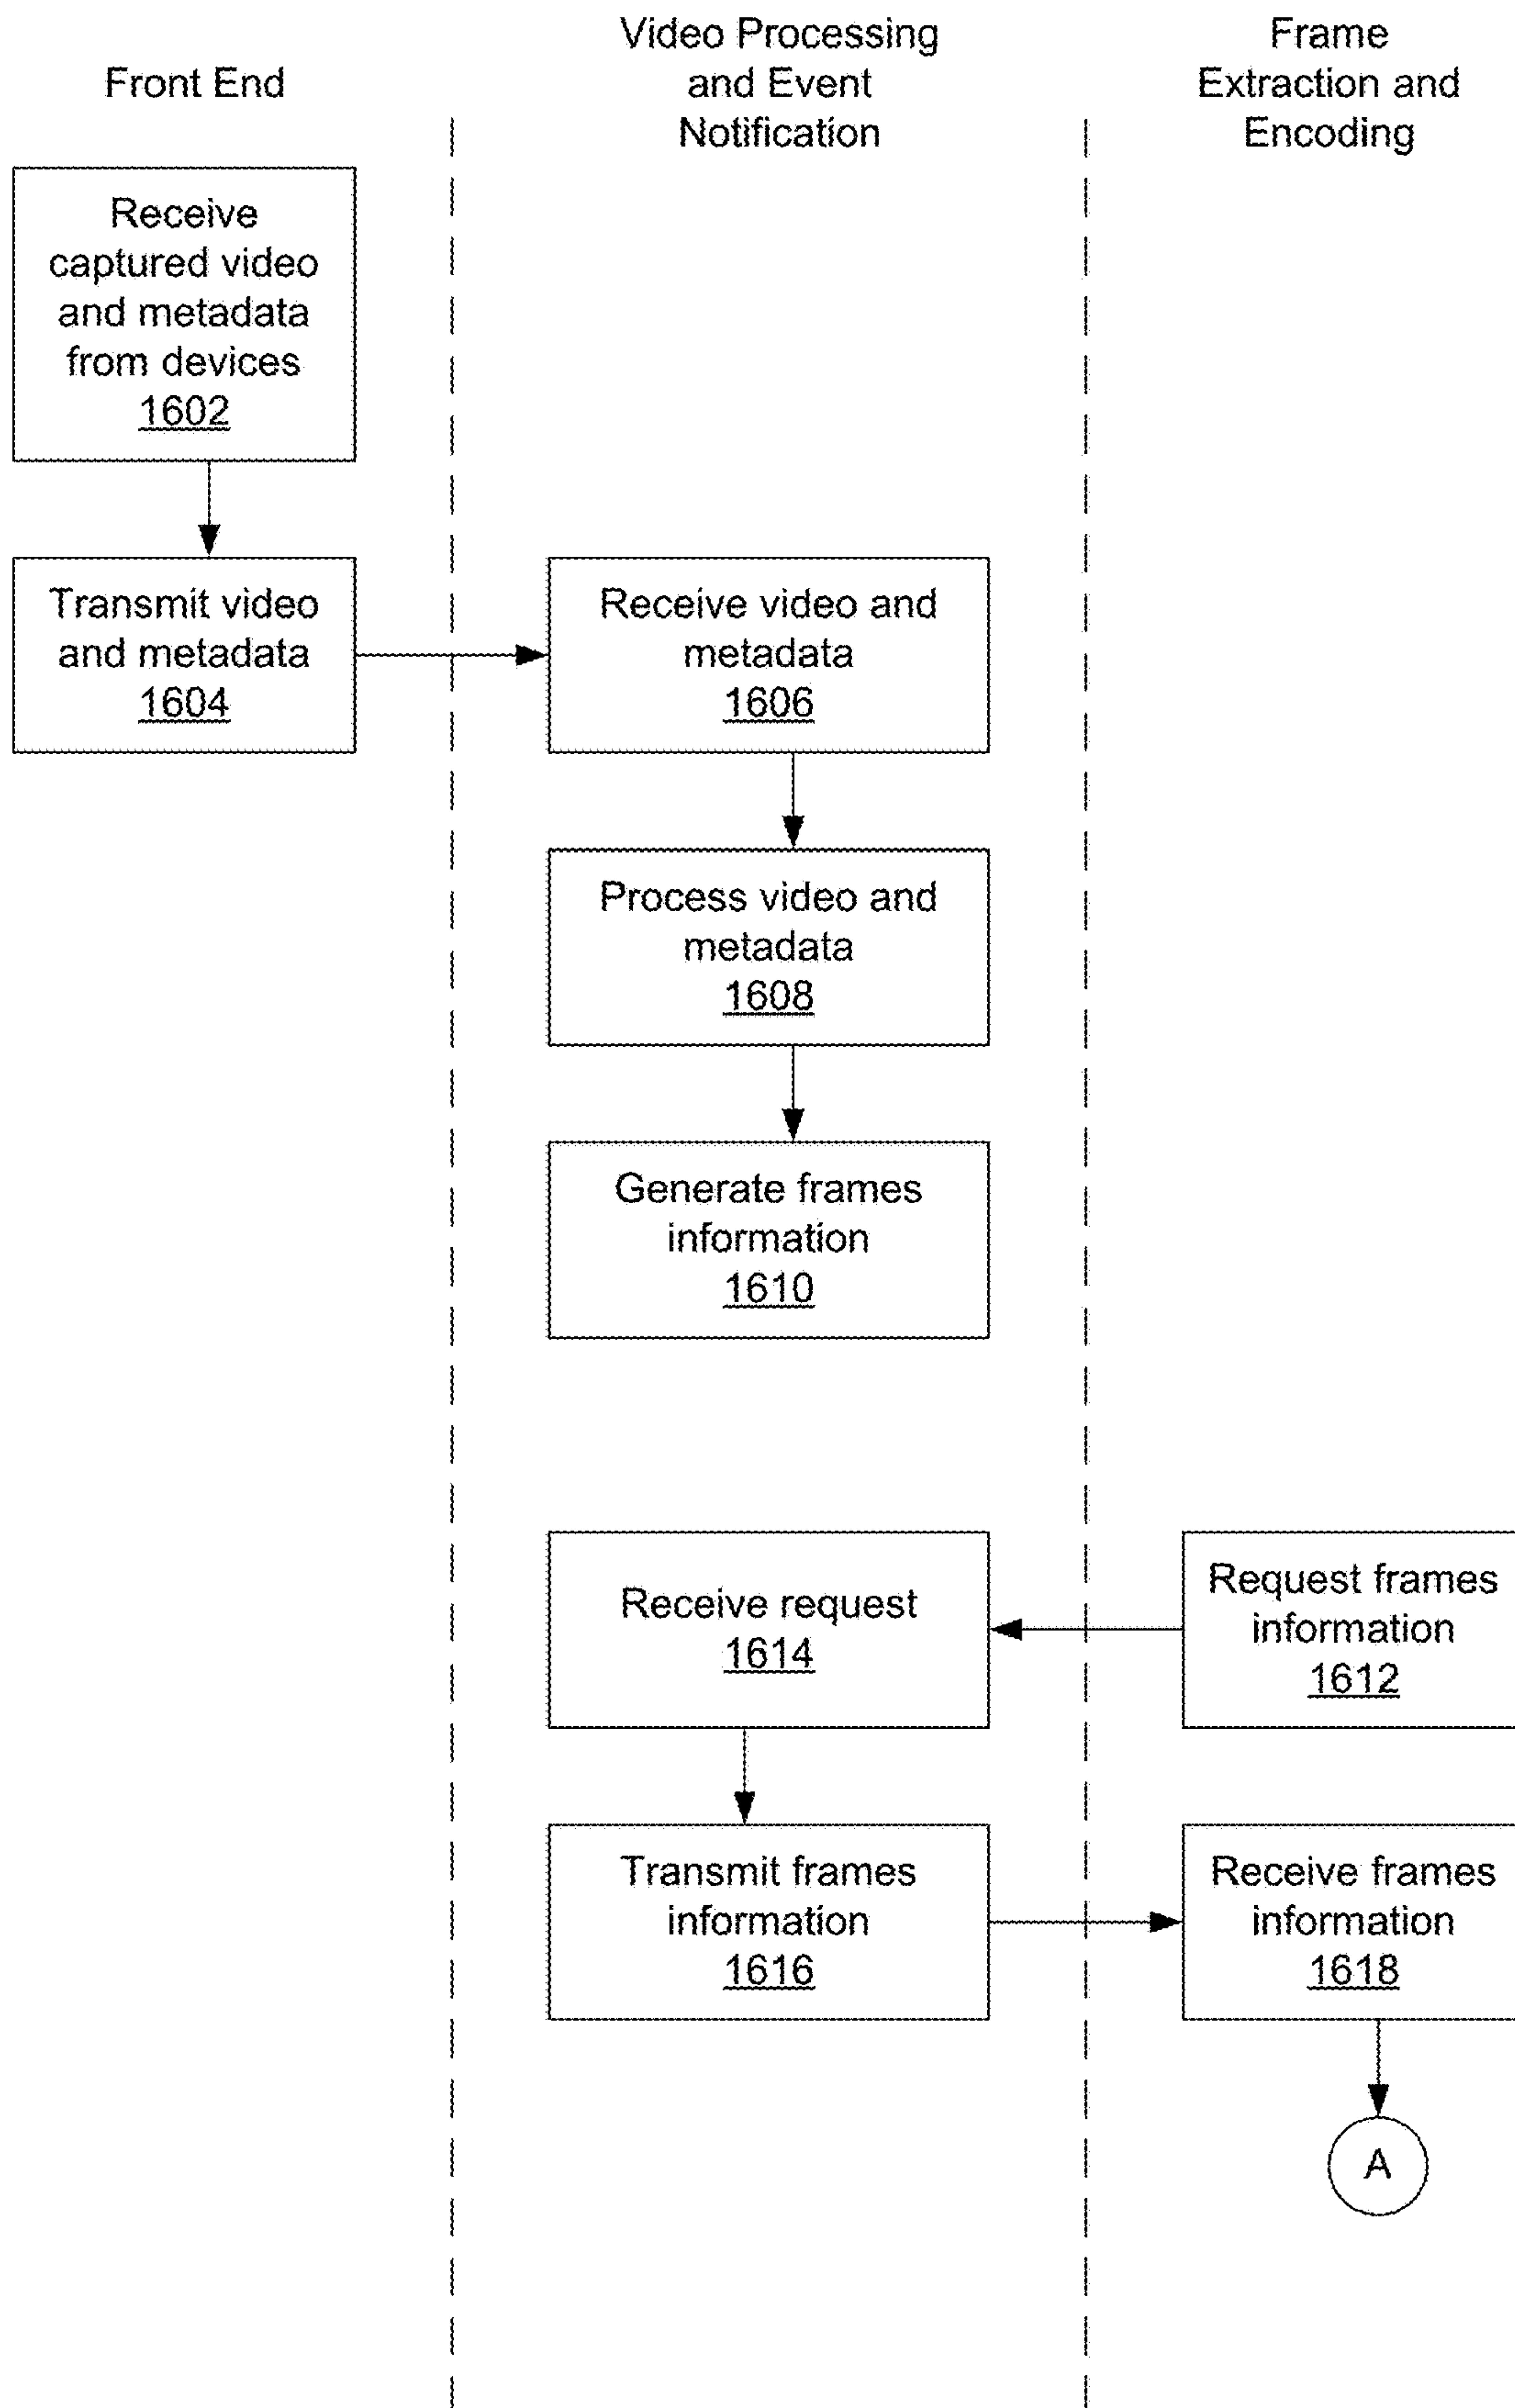 Front End
Video Processing
and Event
Notification
Frame
Extraction and
Encoding
Receive
captured video
and metadata
from devices
1602
Transmit video
and metadata
1604
Receive video and
metadata
1606
Process video and
metadata
1608
Generate frames
information
1610
Request frames
information
1612
Receive request
1614
Transmit frames
information
1616
Receive frames
information
1618
A